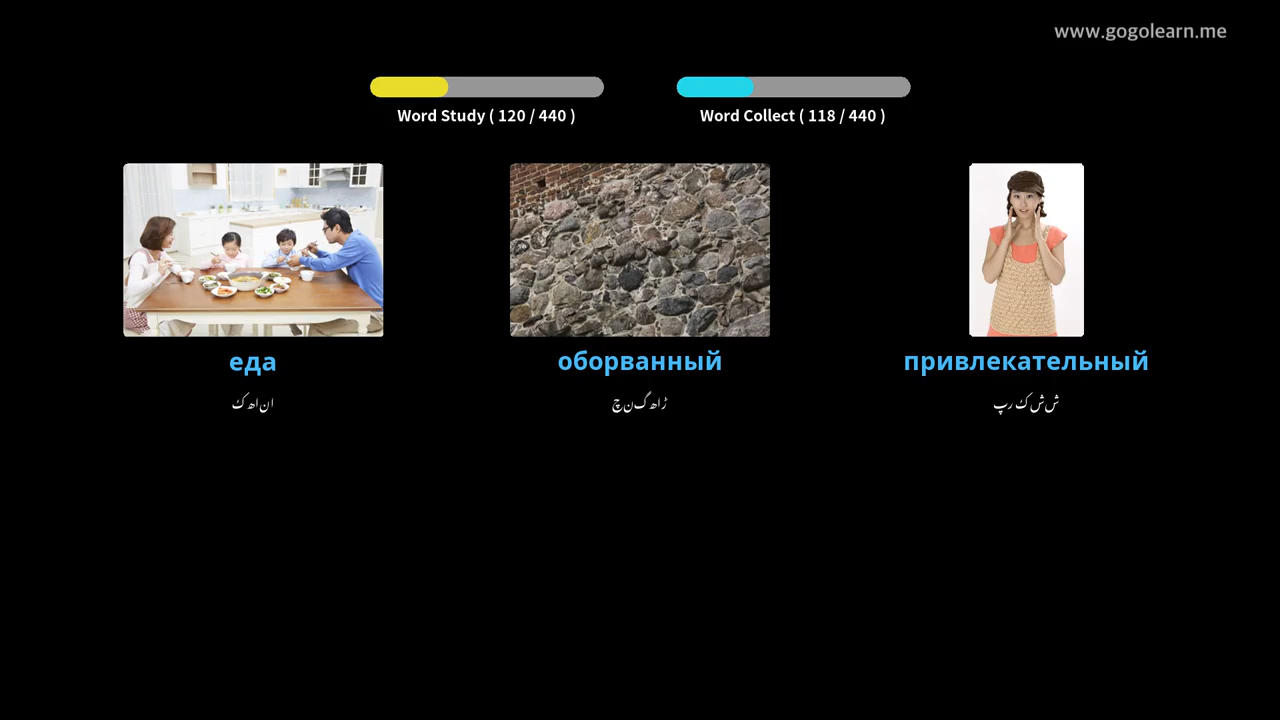 www.gogolearn.me
Word Study ( 120 / 440 )
Word Collect ( 118 / 440 )
еда
оборванный
привлекательный
ا ن ا ھ ک
ڑ ا ھ گ ن چ
ش ش ک ر پ